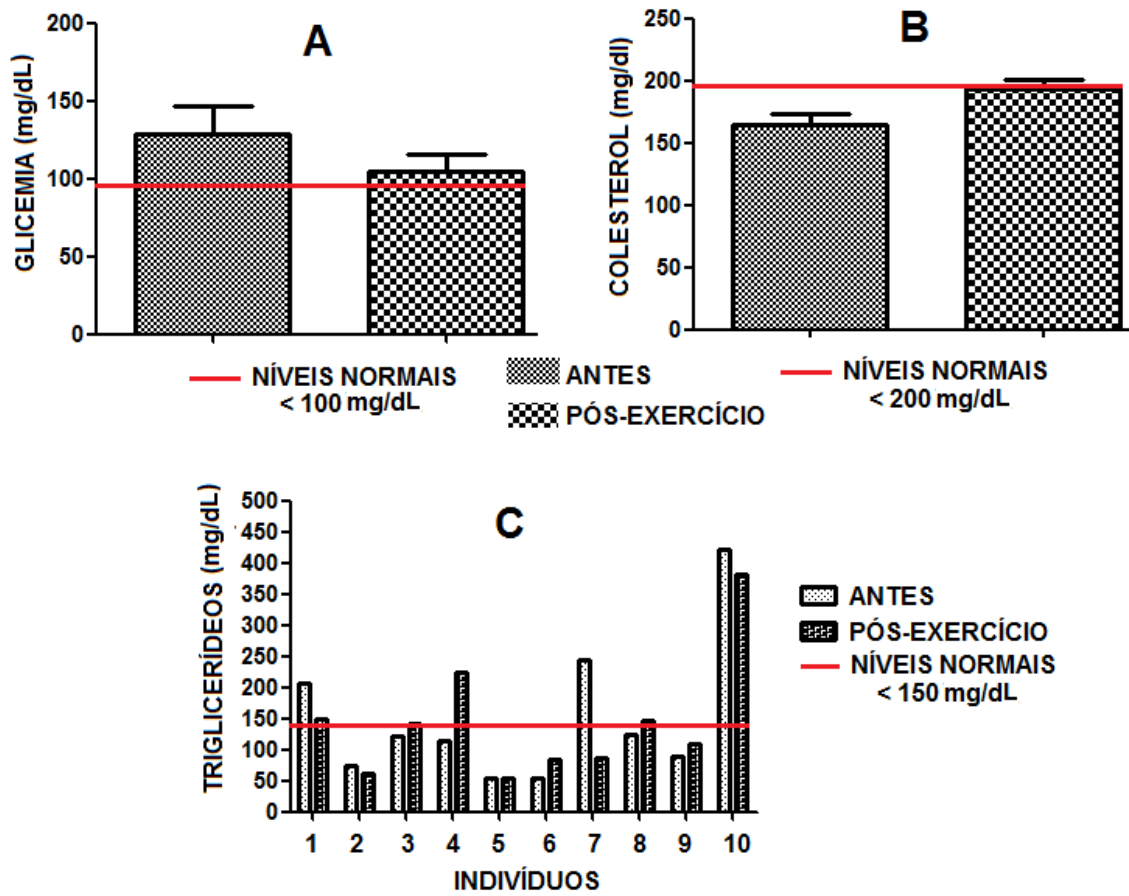 A
GLICEMIA (mg/dL)
200
150
100
50
0
B
COLESTEROL (mg/dl)
250
200
150
100
50
0
NÍVEIS NORMAIS
< 100 mg/dL
ANTES
PÓS-EXERCÍCIO
NÍVEIS NORMAIS
< 200 mg/dL
C
TRIGLICERÍDEOS (mg/dL)
500
450
400
350
300
250
200
150
100
50
0
1 2 3 4 5 6 7 8 9 10
INDIVÍDUOS
ANTES
PÓS-EXERCÍCIO
NÍVEIS NORMAIS
< 150 mg/dL